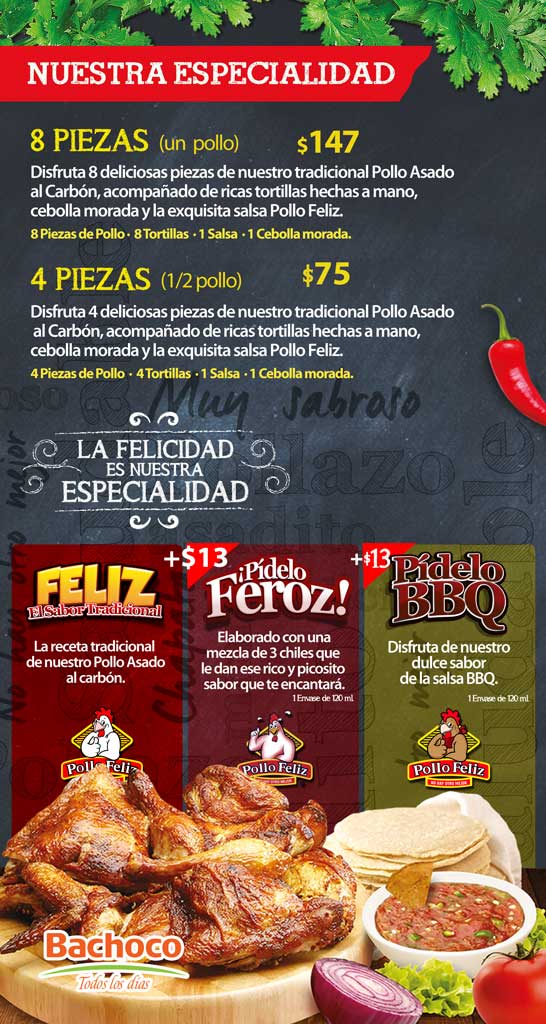 NUESTRA ESPECIALIDAD
8 PIEZAS (un pollo) $147
Disfruta 8 deliciosas piezas de nuestro tradicional Pollo Asado
al Carbón, acompañado de ricas tortillas hechas a mano,
cebolla morada y la exquisita salsa Pollo Feliz.
8 Piezas de Pollo · 8 Tortillas · 1 Salsa · 1 Cebolla morada.
4 PIEZAS (1/2 pollo) $75
Disfruta 4 deliciosas piezas de nuestro tradicional Pollo Asado
al Carbón, acompañado de ricas tortillas hechas a mano,
cebolla morada y la exquisita salsa Pollo Feliz.
4 Piezas de Pollo · 4 Tortillas · 1 Salsa · 1 Cebolla morada.
Muy sabroso
No hay otro mejor
LA FELICIDAD
ES NUESTRA
ESPECIALIDAD
FELIZ
El Sabor Tradicional
La receta tradicional
de nuestro Pollo Asado
al carbón.
Pollo Feliz
+$13
¡Pídelo
Feroz!
Elaborado con una
mezcla de 3 chiles que
le dan ese rico y picosito
sabor que te encantará.
1 Envase de 120 ml.
Pollo Feliz
+$13
Pídelo
BBQ
Disfruta de nuestro
dulce sabor
de la salsa BBQ.
1 Envase de 120 ml.
Pollo Feliz
NO HAY OTRO MEJOR
Bachoco
Todos los días